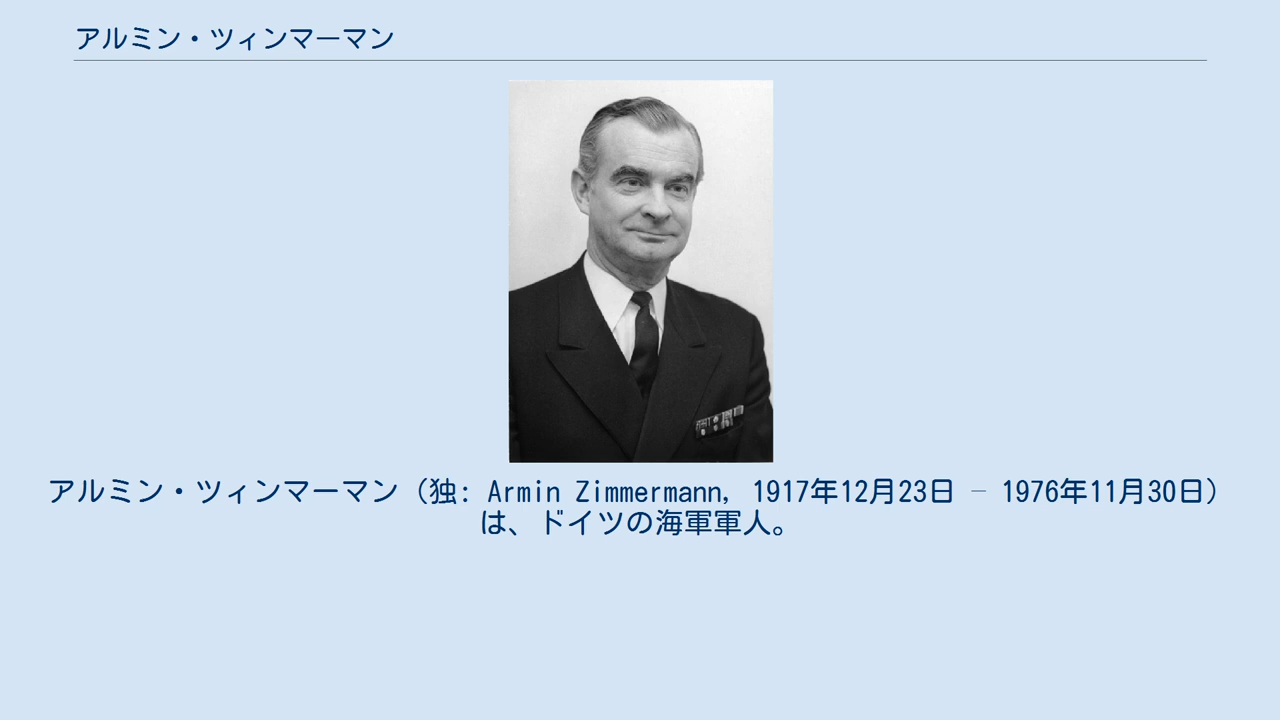 アルミン・ツィンマーマン
アルミン・ツィンマーマン（独: Armin Zimmermann, 1917年12月23日 – 1976年11月30日）
は、ドイツの海軍軍人。